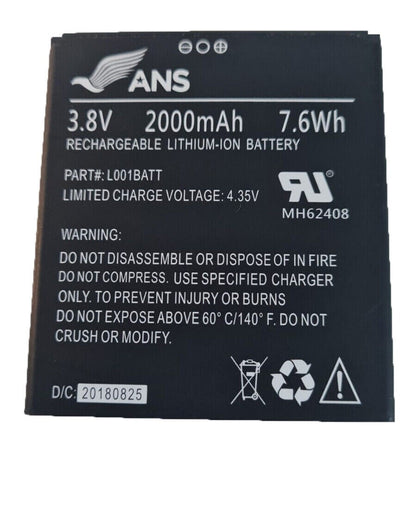 ANS
3.8V 2000mAh 7.6Wh
RECHARGEABLE LITHIUM-ION BATTERY
PART#: L001BATT
LIMITED CHARGE VOLTAGE: 4.35V
MH62408
WARNING:
DO NOT DISASSEMBLE OR DISPOSE OF IN FIRE
DO NOT COMPRESS. USE SPECIFIED CHARGER
ONLY. TO PREVENT INJURY OR BURNS
DO NOT EXPOSE ABOVE 60° C/140° F. DO NOT
CRUSH OR MODIFY.
D/C: 20180825